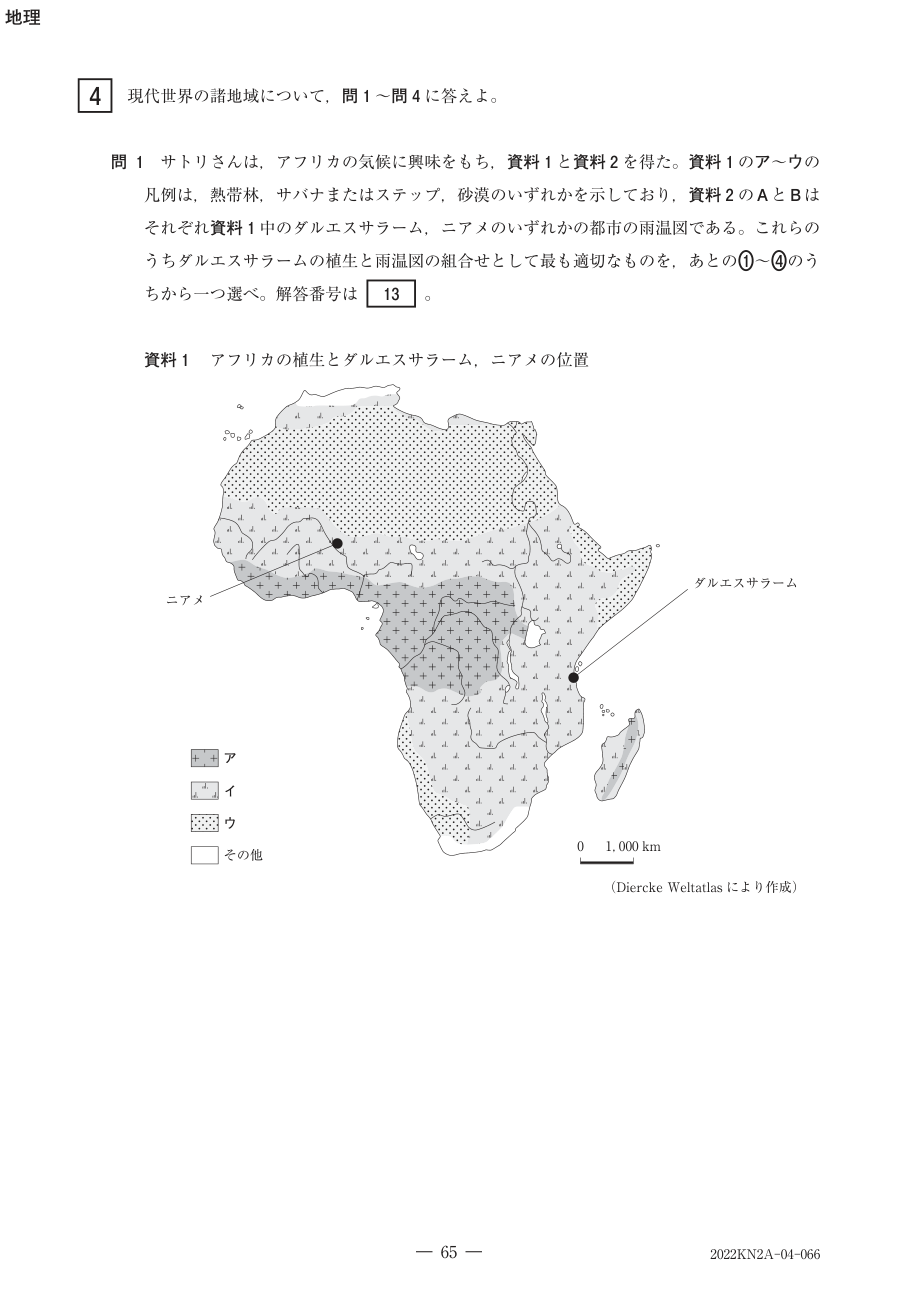 地理
4 現代世界の諸地域について，問1～問4に答えよ。
問1 サトリさんは，アフリカの気候に興味をもち，資料1と資料2を得た。資料1のア～ウの
凡例は，熱帯林，サバナまたはステップ，砂漠のいずれかを示しており，資料2のAとBは
それぞれ資料1中のダルエスサラーム，ニアメのいずれかの都市の雨温図である。これらの
うちダルエスサラームの植生と雨温図の組合せとして最も適切なものを，あとの①～④のう
ちから一つ選べ。解答番号は 13 。
資料1 アフリカの植生とダルエスサラーム，ニアメの位置
ダルエスサラーム
ニアメ
ア
イ
ウ
その他
0 1,000 km
（Diercke Weltatlas により作成）
― 65 ―
2022KN2A-04-066